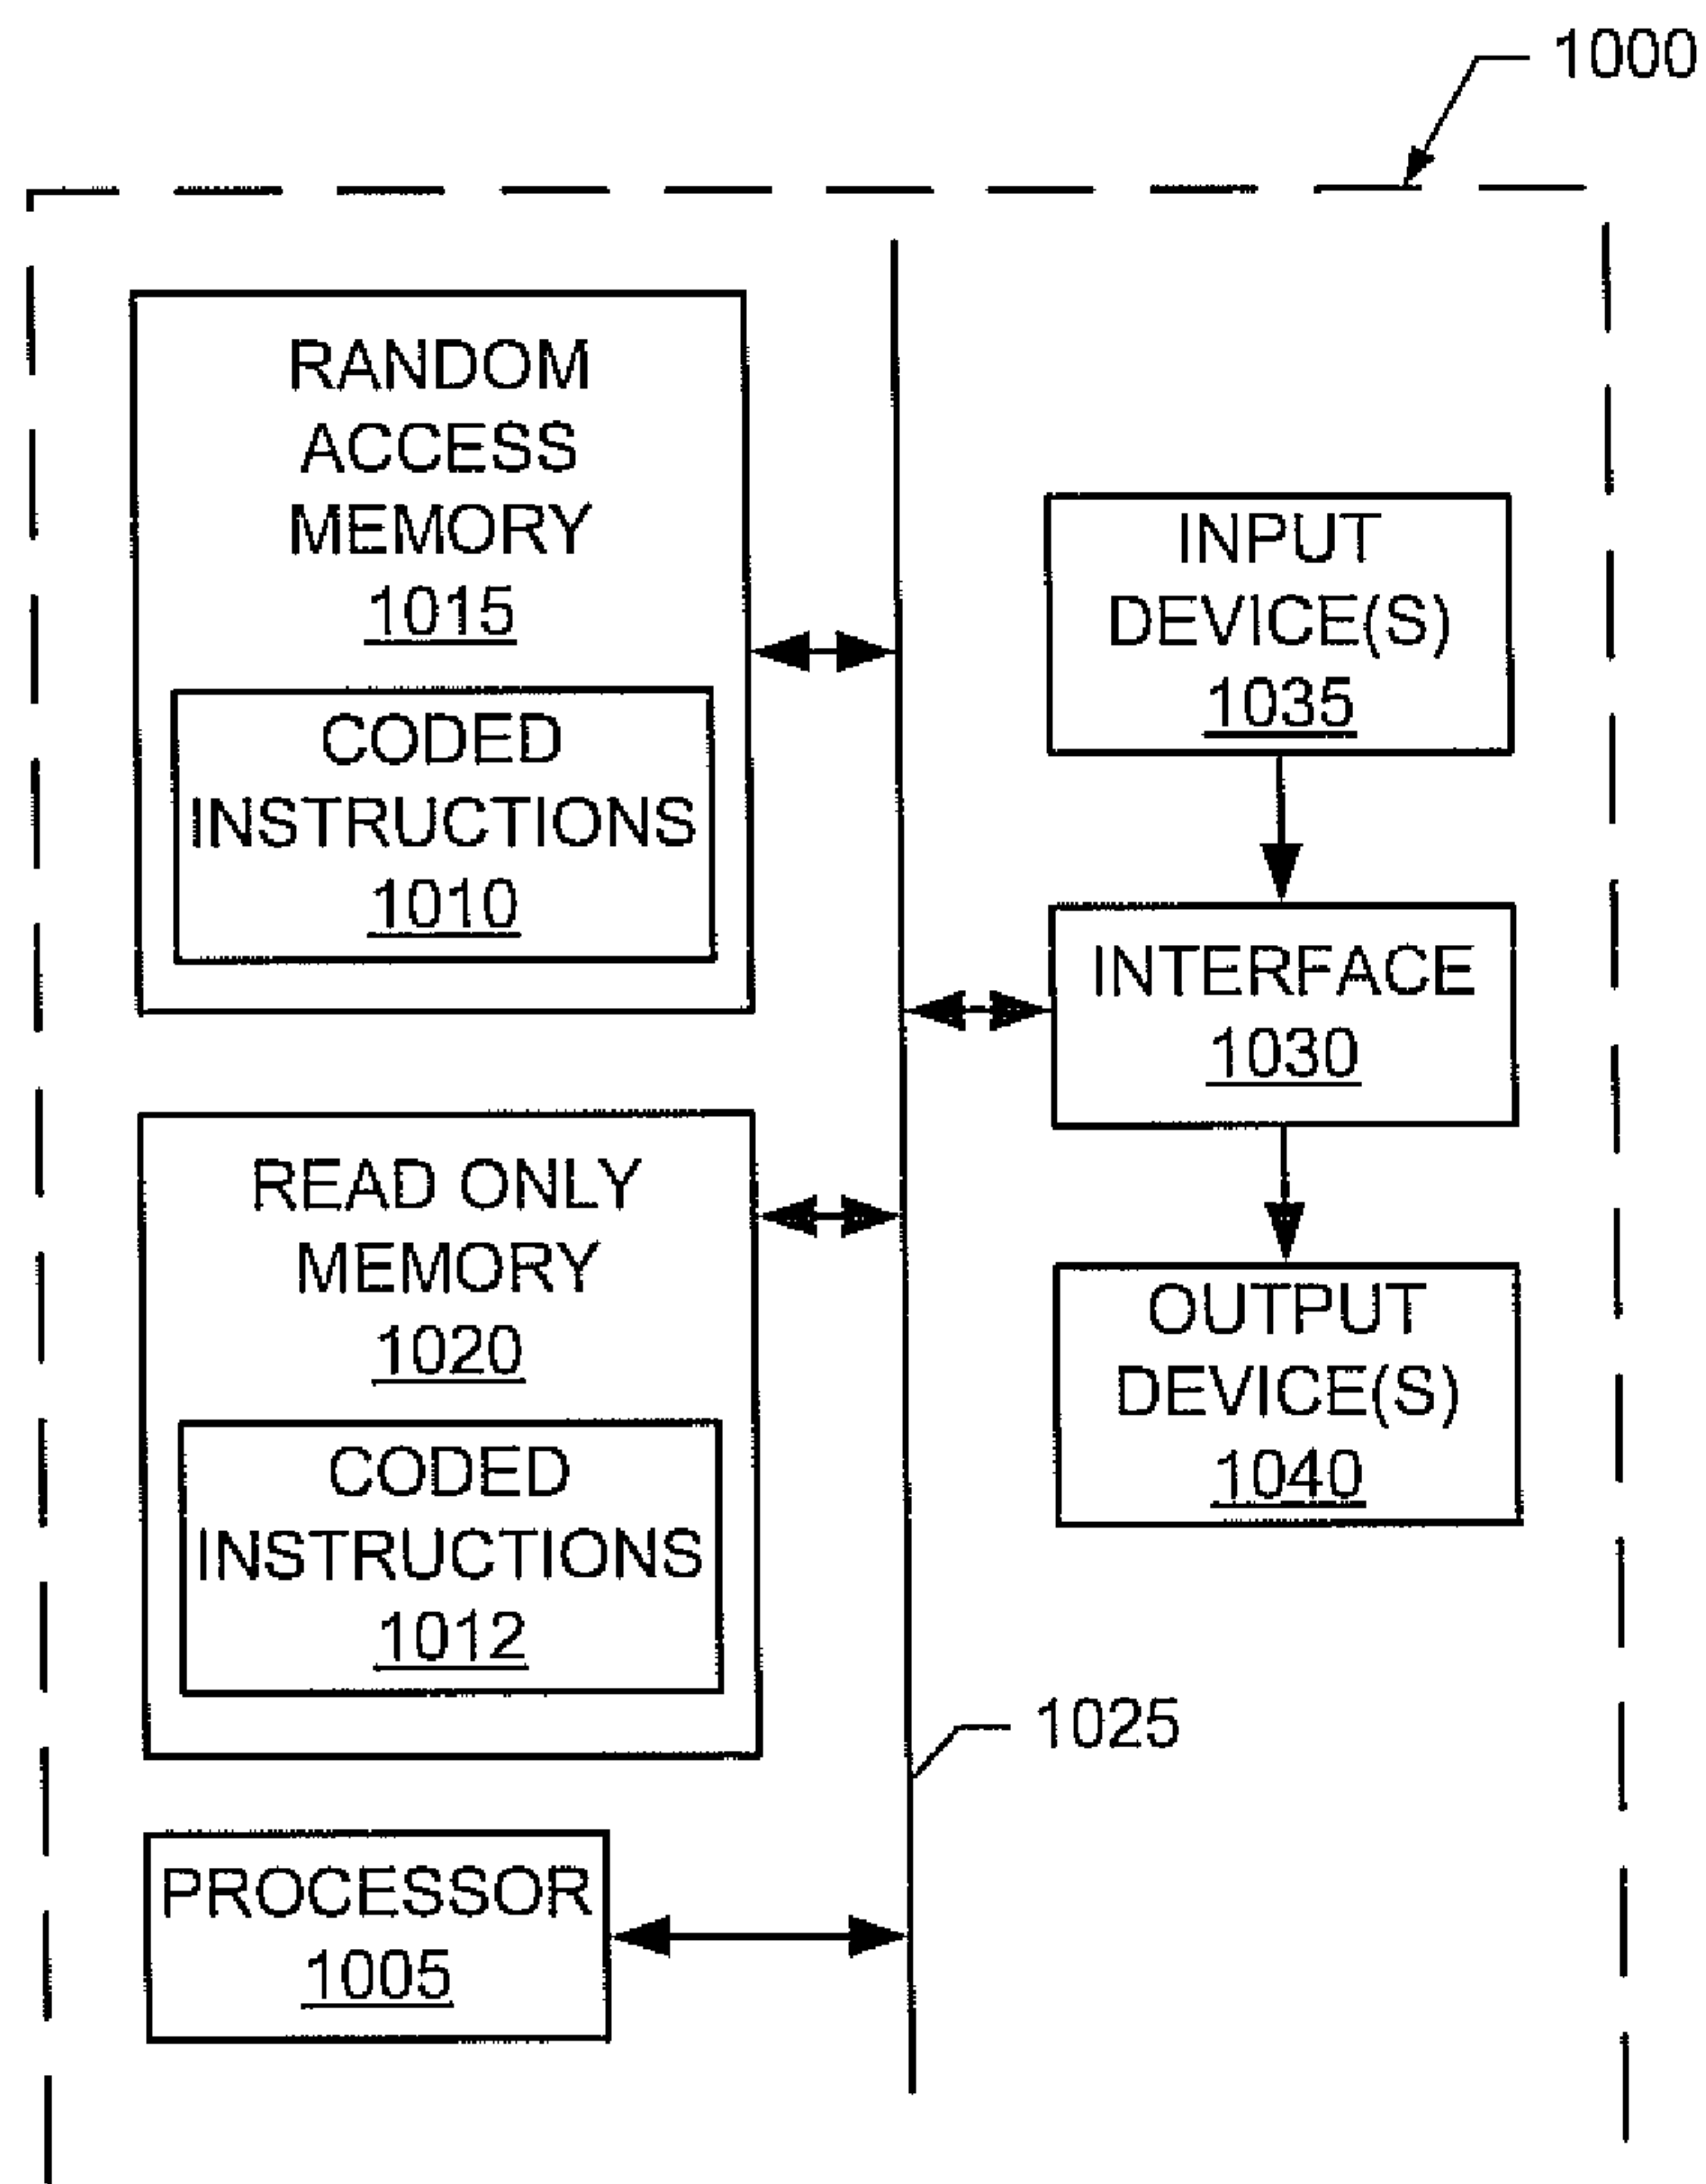 1000
RANDOM
ACCESS
MEMORY
1015
CODED
INSTRUCTIONS
1010
READ ONLY
MEMORY
1020
CODED
INSTRUCTIONS
1012
PROCESSOR
1005
INPUT
DEVICE(S)
1035
INTERFACE
1030
OUTPUT
DEVICE(S)
1040
1025